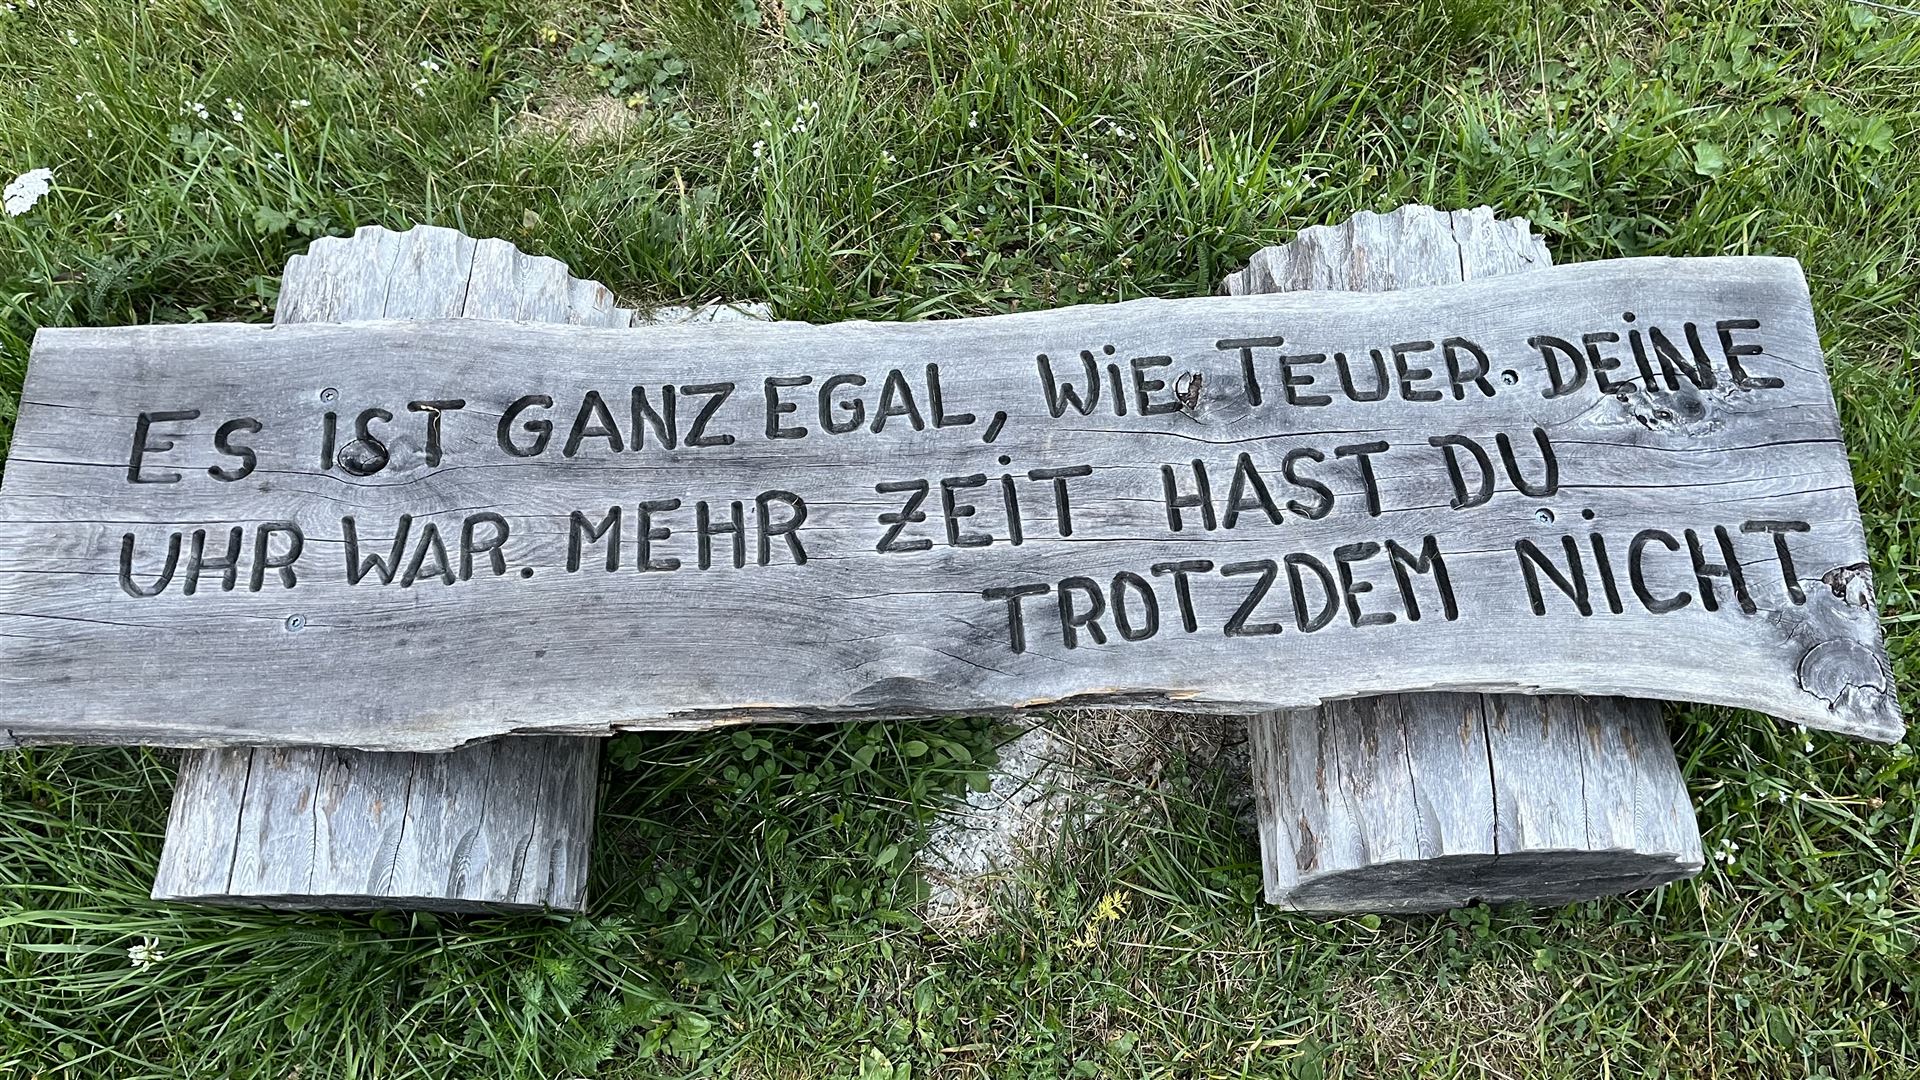 ES iST GANZ EGAL, WiE TEUER DEiNE
UHR WAR. MEHR ZEiT HAST DU
TROTZDEM NiCHT